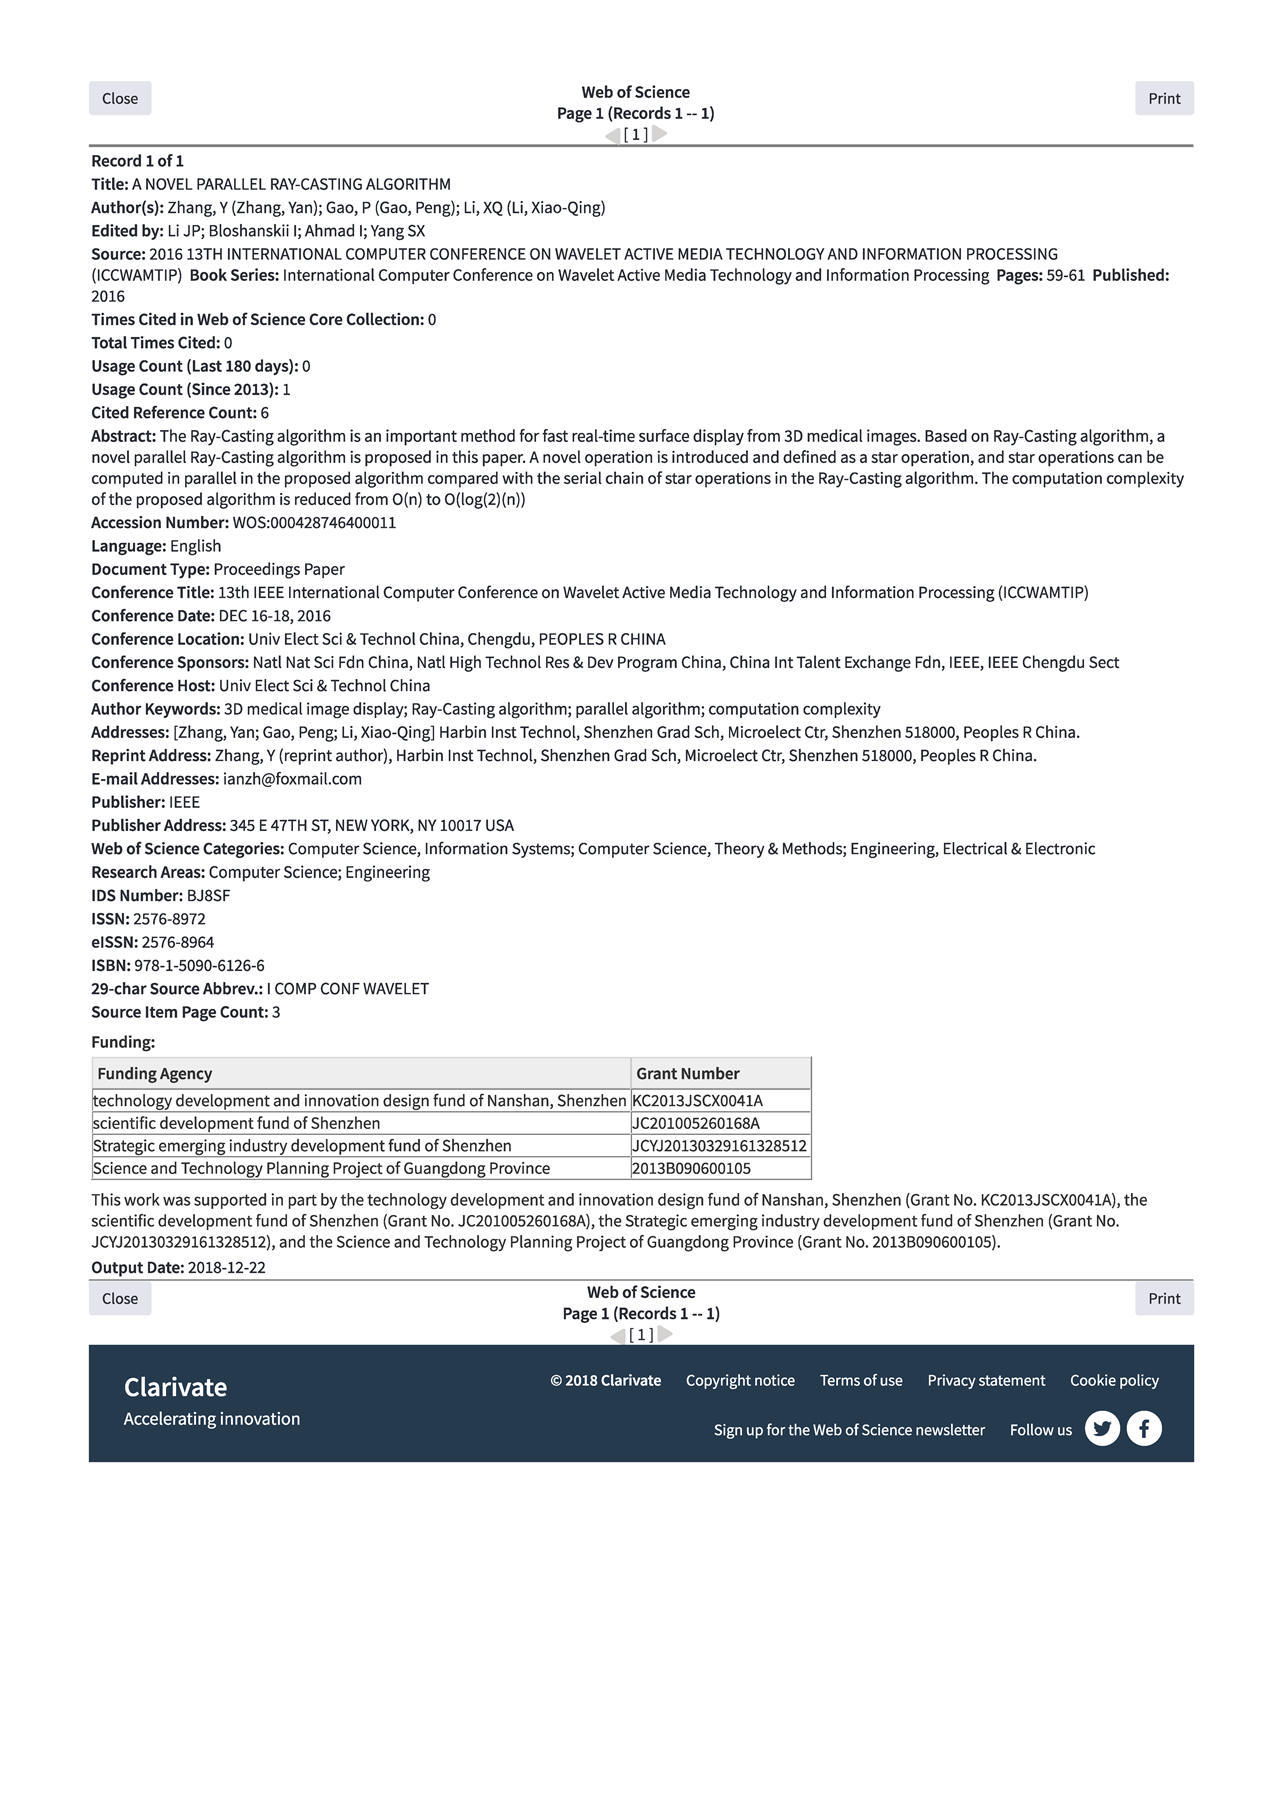 Close
Web of Science
Print
Page 1 (Records 1 -- 1)
[ 1 ]
Record 1 of 1
Title: A NOVEL PARALLEL RAY-CASTING ALGORITHM
Author(s): Zhang, Y (Zhang, Yan); Gao, P (Gao, Peng); Li, XQ (Li, Xiao-Qing)
Edited by: Li JP; Bloshanskii I; Ahmad I; Yang SX
Source: 2016 13TH INTERNATIONAL COMPUTER CONFERENCE ON WAVELET ACTIVE MEDIA TECHNOLOGY AND INFORMATION PROCESSING
(ICCWAMTIP) Book Series: International Computer Conference on Wavelet Active Media Technology and Information Processing Pages: 59-61 Published:
2016
Times Cited in Web of Science Core Collection: 0
Total Times Cited: 0
Usage Count (Last 180 days): 0
Usage Count (Since 2013): 1
Cited Reference Count: 6
Abstract: The Ray-Casting algorithm is an important method for fast real-time surface display from 3D medical images. Based on Ray-Casting algorithm, a
novel parallel Ray-Casting algorithm is proposed in this paper. A novel operation is introduced and defined as a star operation, and star operations can be
computed in parallel in the proposed algorithm compared with the serial chain of star operations in the Ray-Casting algorithm. The computation complexity
of the proposed algorithm is reduced from O(n) to O(log(2)(n))
Accession Number: WOS:000428746400011
Language: English
Document Type: Proceedings Paper
Conference Title: 13th IEEE International Computer Conference on Wavelet Active Media Technology and Information Processing (ICCWAMTIP)
Conference Date: DEC 16-18, 2016
Conference Location: Univ Elect Sci & Technol China, Chengdu, PEOPLES R CHINA
Conference Sponsors: Natl Nat Sci Fdn China, Natl High Technol Res & Dev Program China, China Int Talent Exchange Fdn, IEEE, IEEE Chengdu Sect
Conference Host: Univ Elect Sci & Technol China
Author Keywords: 3D medical image display; Ray-Casting algorithm; parallel algorithm; computation complexity
Addresses: [Zhang, Yan; Gao, Peng; Li, Xiao-Qing] Harbin Inst Technol, Shenzhen Grad Sch, Microelect Ctr, Shenzhen 518000, Peoples R China.
Reprint Address: Zhang, Y (reprint author), Harbin Inst Technol, Shenzhen Grad Sch, Microelect Ctr, Shenzhen 518000, Peoples R China.
E-mail Addresses: ianzh@foxmail.com
Publisher: IEEE
Publisher Address: 345 E 47TH ST, NEW YORK, NY 10017 USA
Web of Science Categories: Computer Science, Information Systems; Computer Science, Theory & Methods; Engineering, Electrical & Electronic
Research Areas: Computer Science; Engineering
IDS Number: BJ8SF
ISSN: 2576-8972
eISSN: 2576-8964
ISBN: 978-1-5090-6126-6
29-char Source Abbrev.: I COMP CONF WAVELET
Source Item Page Count: 3
Funding:
Funding Agency Grant Number
technology development and innovation design fund of Nanshan, Shenzhen KC2013JSCX0041A
scientific development fund of Shenzhen JC201005260168A
Strategic emerging industry development fund of Shenzhen JCYJ20130329161328512
Science and Technology Planning Project of Guangdong Province 2013B090600105
This work was supported in part by the technology development and innovation design fund of Nanshan, Shenzhen (Grant No. KC2013JSCX0041A), the
scientific development fund of Shenzhen (Grant No. JC201005260168A), the Strategic emerging industry development fund of Shenzhen (Grant No.
JCYJ20130329161328512), and the Science and Technology Planning Project of Guangdong Province (Grant No. 2013B090600105).
Output Date: 2018-12-22
Close
Web of Science
Print
Page 1 (Records 1 -- 1)
[ 1 ]
Clarivate
Accelerating innovation
© 2018 Clarivate Copyright notice Terms of use Privacy statement Cookie policy
Sign up for the Web of Science newsletter Follow us